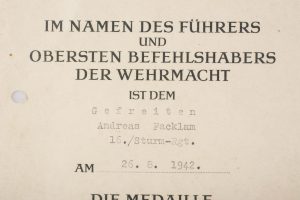 IM NAMEN DES FÜHRERS
UND
OBERSTEN BEFEHLSHABERS
DER WEHRMACHT
IST DEM
Gefreiten
Andreas Packlam
16./Sturm-Rgt.
AM 26. 8. 1942.
DIE MEDAILLE